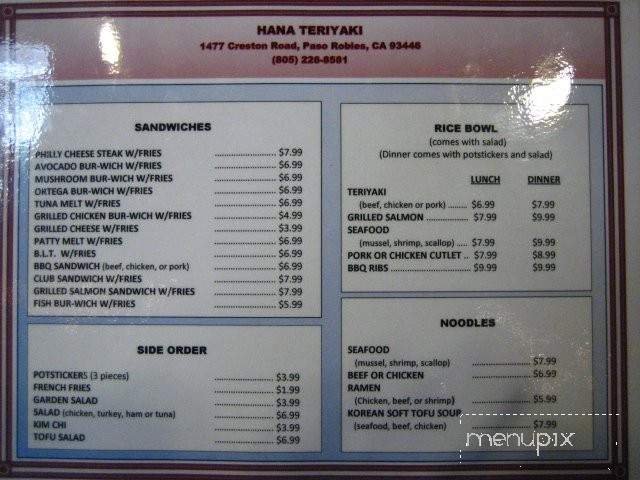 HANA TERIYAKI
1477 Creston Road, Paso Robles, CA 93446
(805) 226-8581
SANDWICHES
PHILLY CHEESE STEAK W/FRIES ........ $7.99
AVOCADO BUR-WICH W/FRIES ........ $6.99
MUSHROOM BUR-WICH W/FRIES ........ $6.99
ORTEGA BUR-WICH W/FRIES ........ $6.99
TUNA MELT W/FRIES ........ $6.99
GRILLED CHICKEN BUR-WICH W/FRIES ........ $4.99
GRILLED CHEESE W/FRIES ........ $3.99
PATTY MELT W/FRIES ........ $6.99
B.L.T. W/FRIES ........ $6.99
BBQ SANDWICH (beef, chicken, or pork) ........ $6.99
CLUB SANDWICH W/FRIES ........ $7.99
GRILLED SALMON SANDWICH W/FRIES ........ $7.99
FISH BUR-WICH W/FRIES ........ $5.99
SIDE ORDER
POTSTICKERS (3 pieces) ........ $3.99
FRENCH FRIES ........ $1.99
GARDEN SALAD ........ $3.99
SALAD (chicken, turkey, ham or tuna) ........ $6.99
KIM CHI ........ $3.99
TOFU SALAD ........ $6.99
RICE BOWL
(comes with salad)
(Dinner comes with potstickers and salad)
LUNCH DINNER
TERIYAKI
(beef, chicken or pork) ........ $6.99 $7.99
GRILLED SALMON ........ $7.99 $9.99
SEAFOOD
(mussel, shrimp, scallop) ..... $7.99 $9.99
PORK OR CHICKEN CUTLET .. $7.99 $8.99
BBQ RIBS ........ $9.99 $9.99
NOODLES
SEAFOOD
(mussel, shrimp, scallop) ........ $7.99
BEEF OR CHICKEN ........ $6.99
RAMEN
(Chicken, beef, or shrimp) ........ $5.99
KOREAN SOFT TOFU SOUP
(seafood, beef, chicken) ........ $7.99
menupix